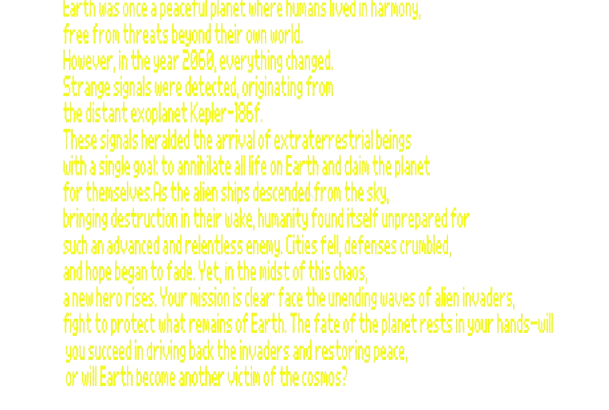 Earth was once a peaceful planet where humans lived in harmony,
free from threats beyond their own world.
However, in the year 2060, everything changed.
Strange signals were detected, originating from
the distant exoplanet Kepler-186f.
These signals heralded the arrival of extraterrestrial beings
with a single goal: to annihilate all life on Earth and claim the planet
for themselves.As the alien ships descended from the sky,
bringing destruction in their wake, humanity found itself unprepared for
such an advanced and relentless enemy. Cities fell, defenses crumbled,
and hope began to fade. Yet, in the midst of this chaos,
a new hero rises. Your mission is clear: face the unending waves of alien invaders,
fight to protect what remains of Earth. The fate of the planet rests in your hands-will
you succeed in driving back the invaders and restoring peace,
or will Earth become another victim of the cosmos?